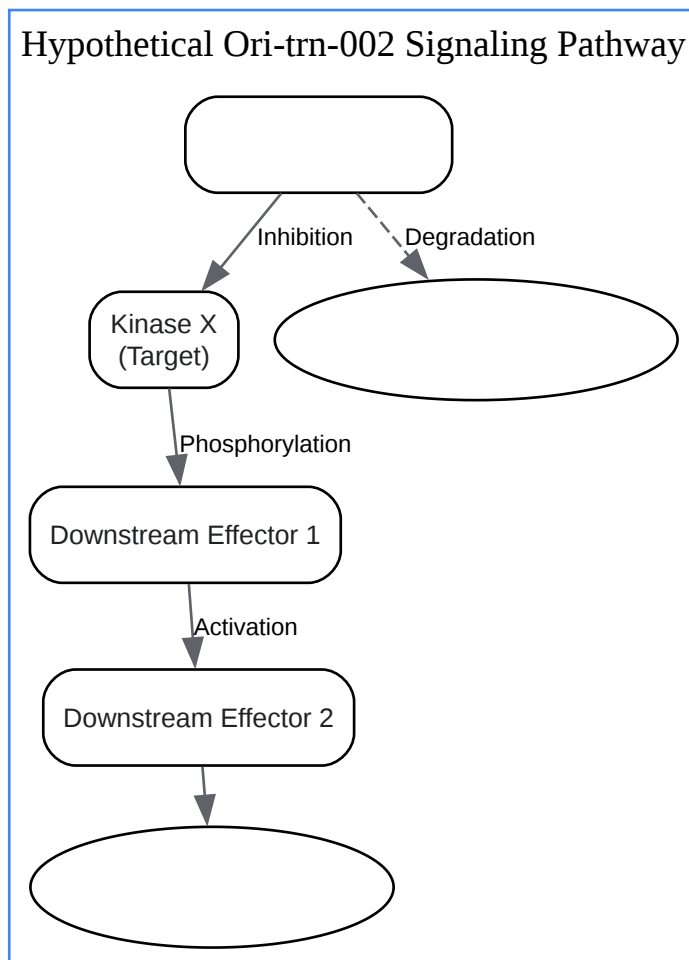 Hypothetical Ori-trn-002 Signaling Pathway
Inhibition
Degradation
Kinase X
(Target)
Phosphorylation
Downstream Effector 1
Activation
Downstream Effector 2